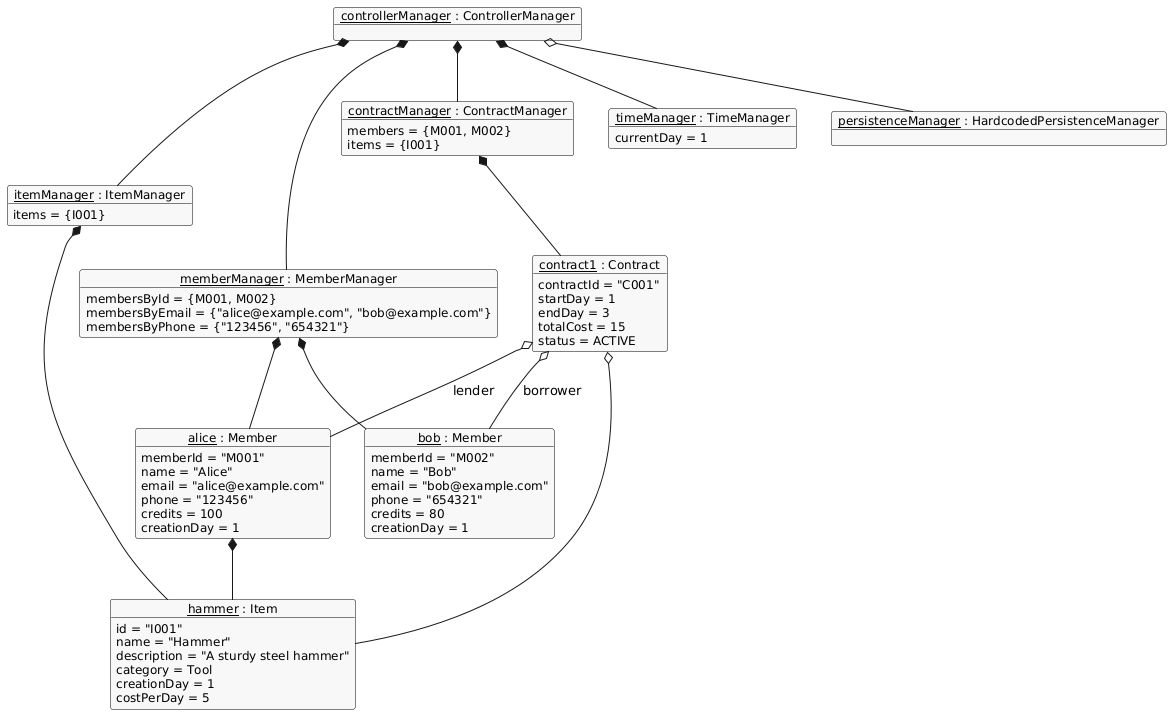 controllerManager : ControllerManager
contractManager : ContractManager
members = {M001, M002}
items = {I001}
timeManager : TimeManager
currentDay = 1
persistenceManager : HardcodedPersistenceManager
itemManager : ItemManager
items = {I001}
memberManager : MemberManager
membersById = {M001, M002}
membersByEmail = {"alice@example.com", "bob@example.com"}
membersByPhone = {"123456", "654321"}
contract1 : Contract
contractId = "C001"
startDay = 1
endDay = 3
totalCost = 15
status = ACTIVE
lender
borrower
alice : Member
memberId = "M001"
name = "Alice"
email = "alice@example.com"
phone = "123456"
credits = 100
creationDay = 1
bob : Member
memberId = "M002"
name = "Bob"
email = "bob@example.com"
phone = "654321"
credits = 80
creationDay = 1
hammer : Item
id = "I001"
name = "Hammer"
description = "A sturdy steel hammer"
category = Tool
creationDay = 1
costPerDay = 5